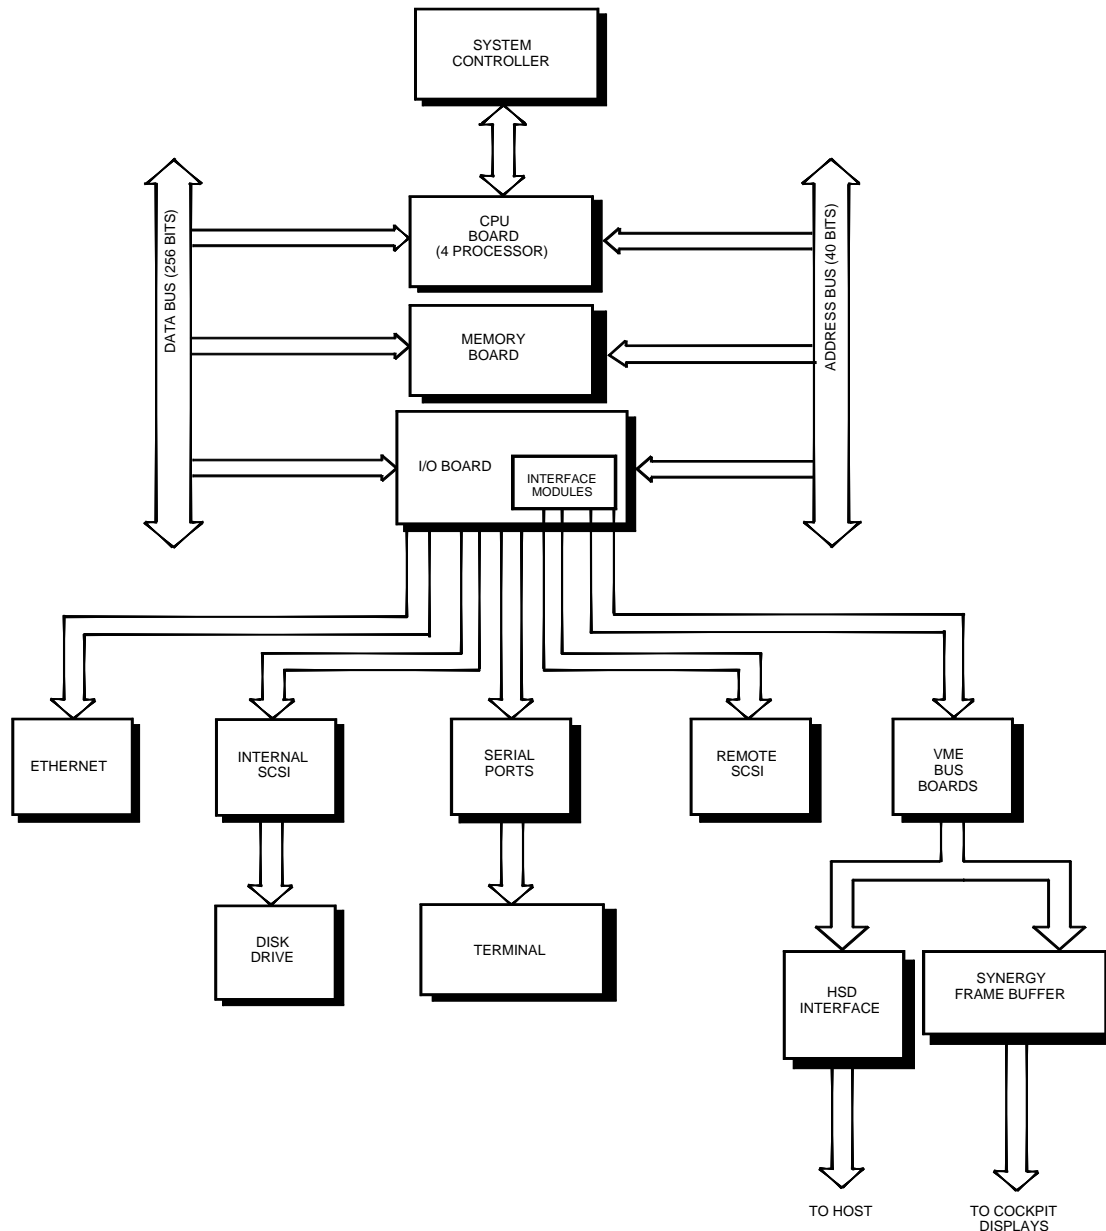 SYSTEM
CONTROLLER
DATA BUS (256 BITS)
CPU
BOARD
(4 PROCESSOR)
ADDRESS BUS (40 BITS)
MEMORY
BOARD
I/O BOARD
INTERFACE
MODULES
ETHERNET
INTERNAL
SCSI
SERIAL
PORTS
REMOTE
SCSI
VME
BUS
BOARDS
DISK
DRIVE
TERMINAL
HSD
INTERFACE
SYNERGY
FRAME BUFFER
TO HOST
TO COCKPIT
DISPLAYS